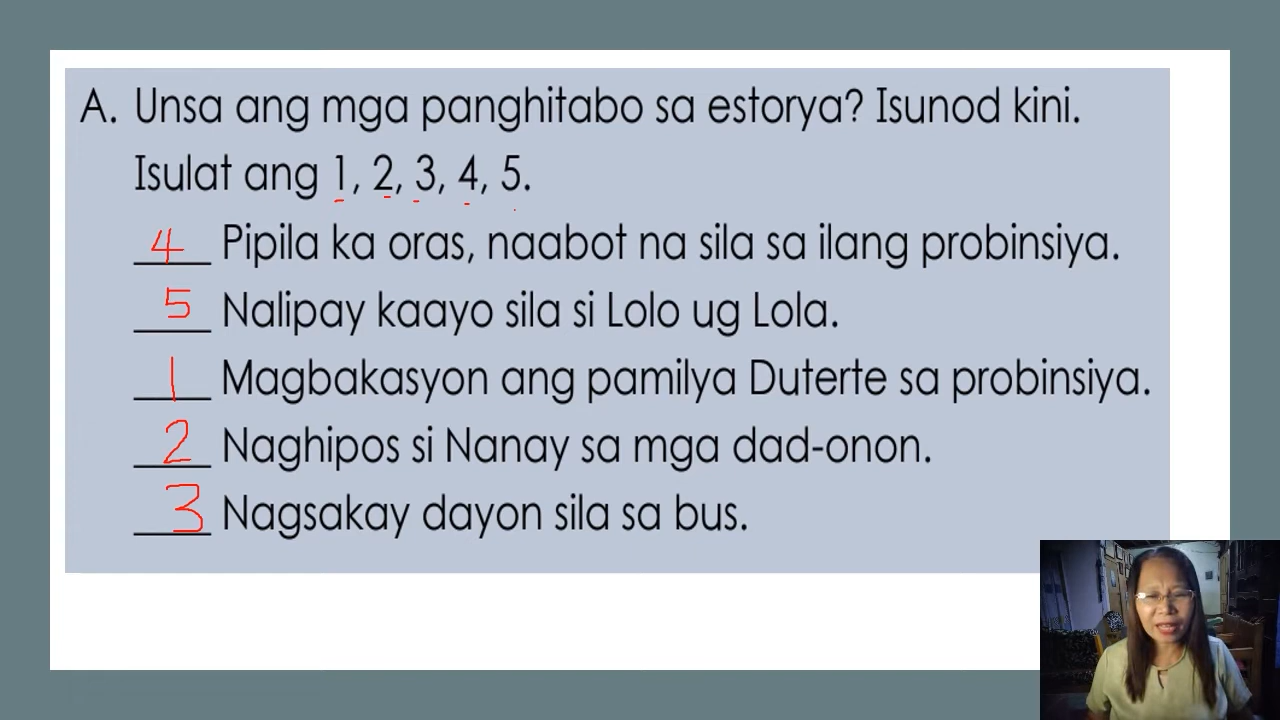 A. Unsa ang mga panghitabo sa estorya? Isunod kini.
Isulat ang 1, 2, 3, 4, 5.
4 Pipila ka oras, naabot na sila sa ilang probinsiya.
5 Nalipay kaayo sila si Lolo ug Lola.
1 Magbakasyon ang pamilya Duterte sa probinsiya.
2 Naghipos si Nanay sa mga dad-onon.
3 Nagsakay dayon sila sa bus.